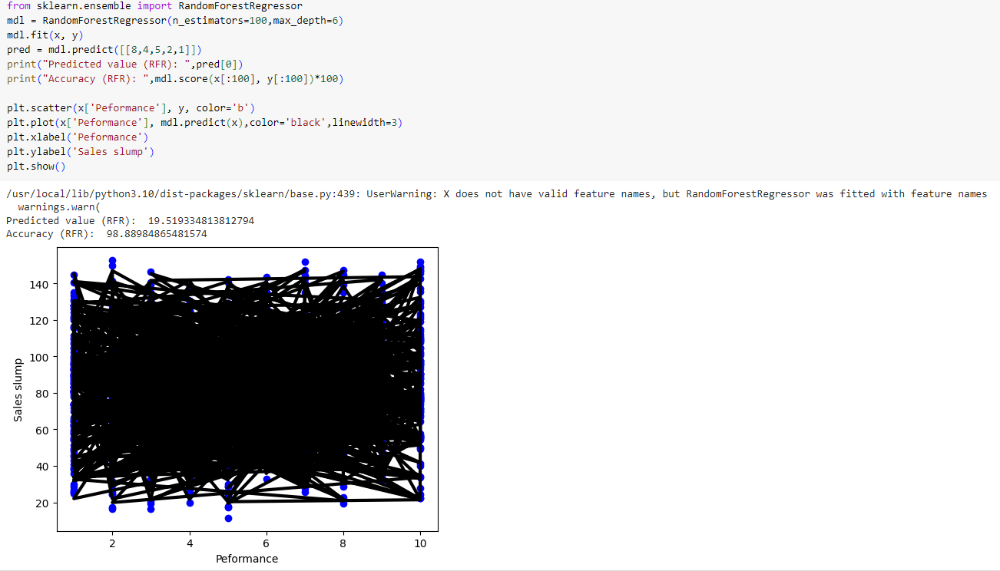 from sklearn.ensemble import RandomForestRegressor
mdl = RandomForestRegressor(n_estimators=100,max_depth=6)
mdl.fit(x, y)
pred = mdl.predict([[8,4,5,2,1]])
print("Predicted value (RFR): ",pred[0])
print("Accuracy (RFR): ",mdl.score(x[:100], y[:100])*100)
plt.scatter(x['Peformance'], y, color='b')
plt.plot(x['Peformance'], mdl.predict(x),color='black',linewidth=3)
plt.xlabel('Peformance')
plt.ylabel('Sales slump')
plt.show()
/usr/local/lib/python3.10/dist-packages/sklearn/base.py:439: UserWarning: X does not have valid feature names, but RandomForestRegressor was fitted with feature names
warnings.warn(
Predicted value (RFR):  19.519334813812794
Accuracy (RFR):  98.88984865481574
140
120
100
80
60
40
20
Sales slump
2 4 6 8 10
Peformance